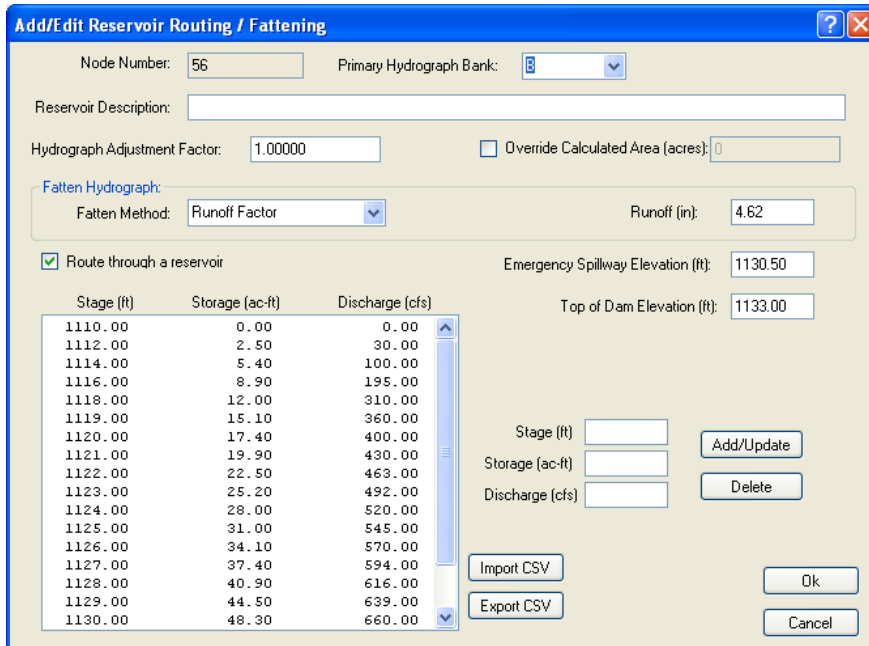 Add/Edit Reservoir Routing / Fattening
Node Number: 56 Primary Hydrograph Bank: B
Reservoir Description:
Hydrograph Adjustment Factor: 1.00000 Override Calculated Area (acres): 0
Fatten Hydrograph:
Fatten Method: Runoff Factor Runoff (in): 4.62
Route through a reservoir Emergency Spillway Elevation (ft): 1130.50
Top of Dam Elevation (ft): 1133.00
Stage (ft) Storage (ac-ft) Discharge (cfs)
1110.00 0.00 0.00
1112.00 2.50 30.00
1114.00 5.40 100.00
1116.00 8.90 195.00
1118.00 12.00 310.00
1119.00 15.10 360.00
1120.00 17.40 400.00
1121.00 19.90 430.00
1122.00 22.50 463.00
1123.00 25.20 492.00
1124.00 28.00 520.00
1125.00 31.00 545.00
1126.00 34.10 570.00
1127.00 37.40 594.00
1128.00 40.90 616.00
1129.00 44.50 639.00
1130.00 48.30 660.00
Stage (ft)
Storage (ac-ft)
Discharge (cfs)
Add/Update
Delete
Import CSV
Export CSV
Ok
Cancel